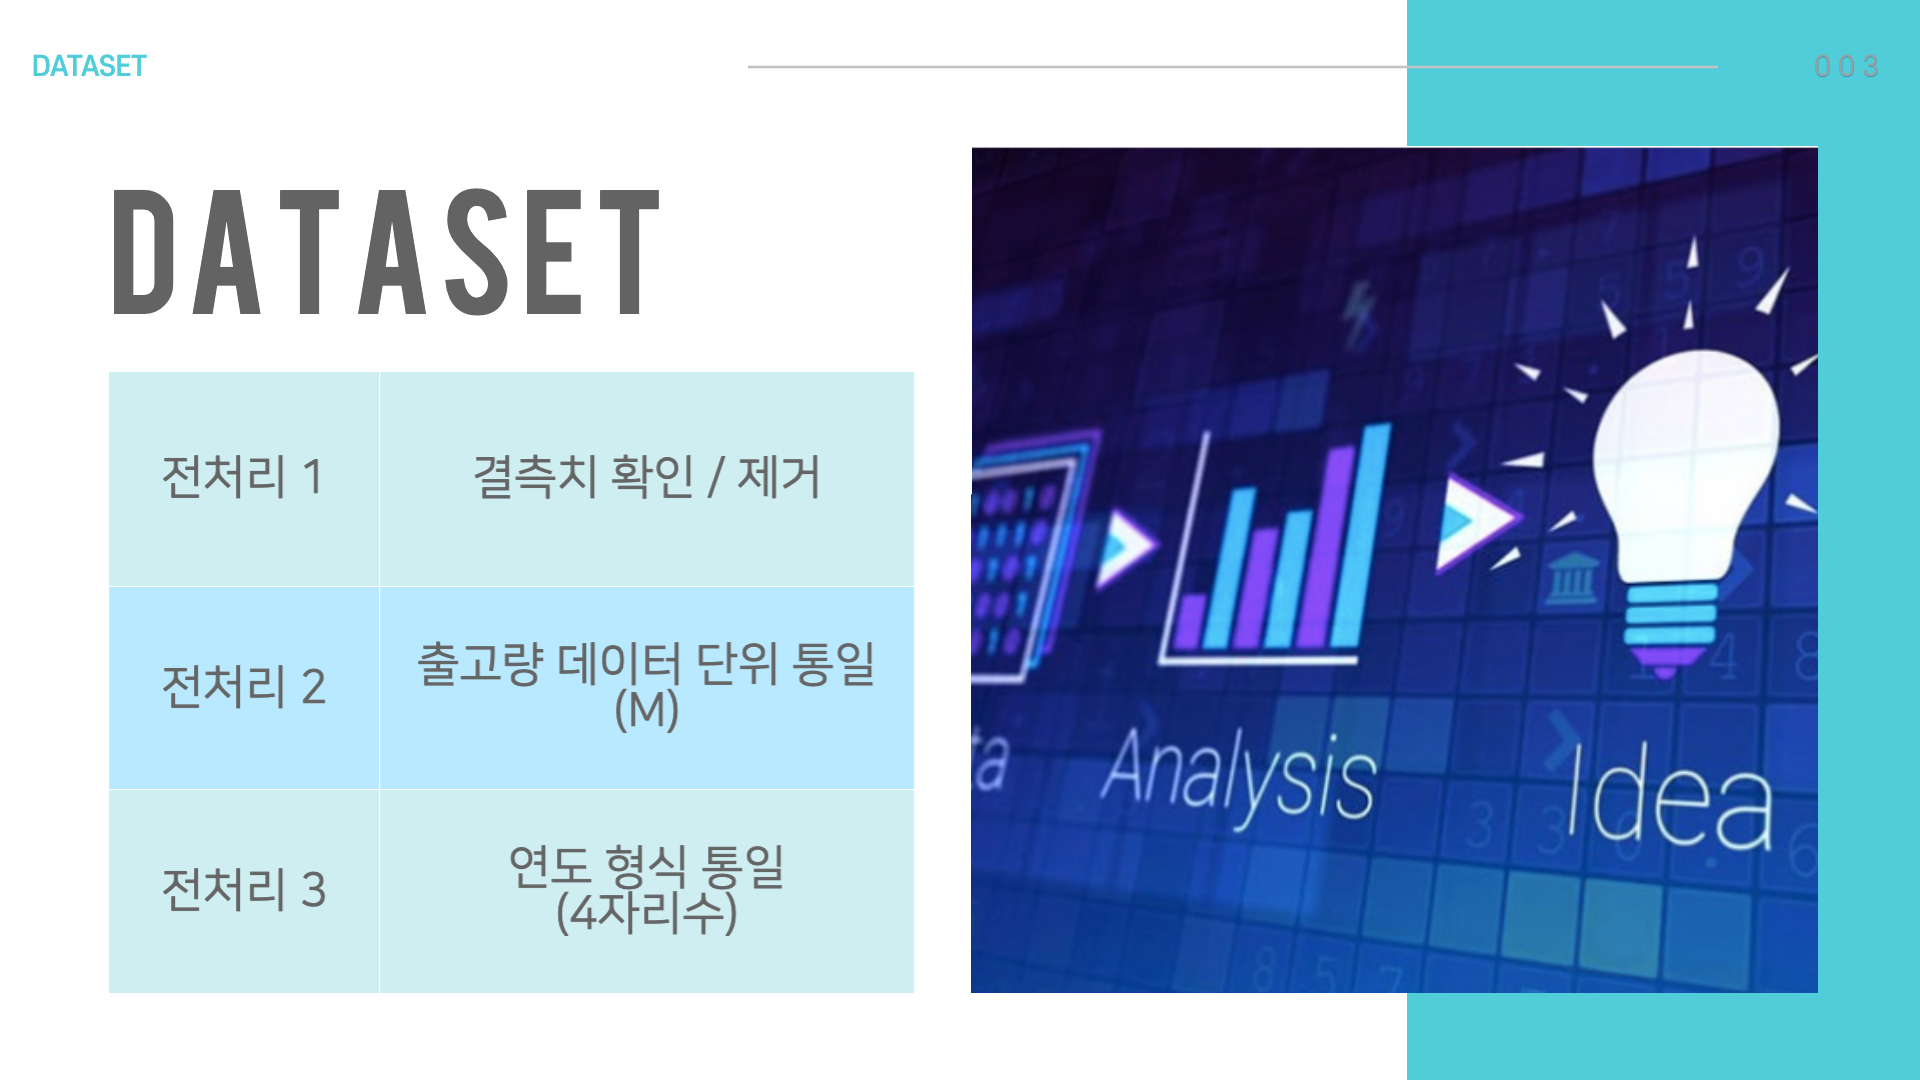 DATASET
003
DATASET
전처리 1
결측치 확인 / 제거
전처리 2
출고량 데이터 단위 통일
(M)
전처리 3
연도 형식 통일
(4자리수)
ta
Analysis
Idea